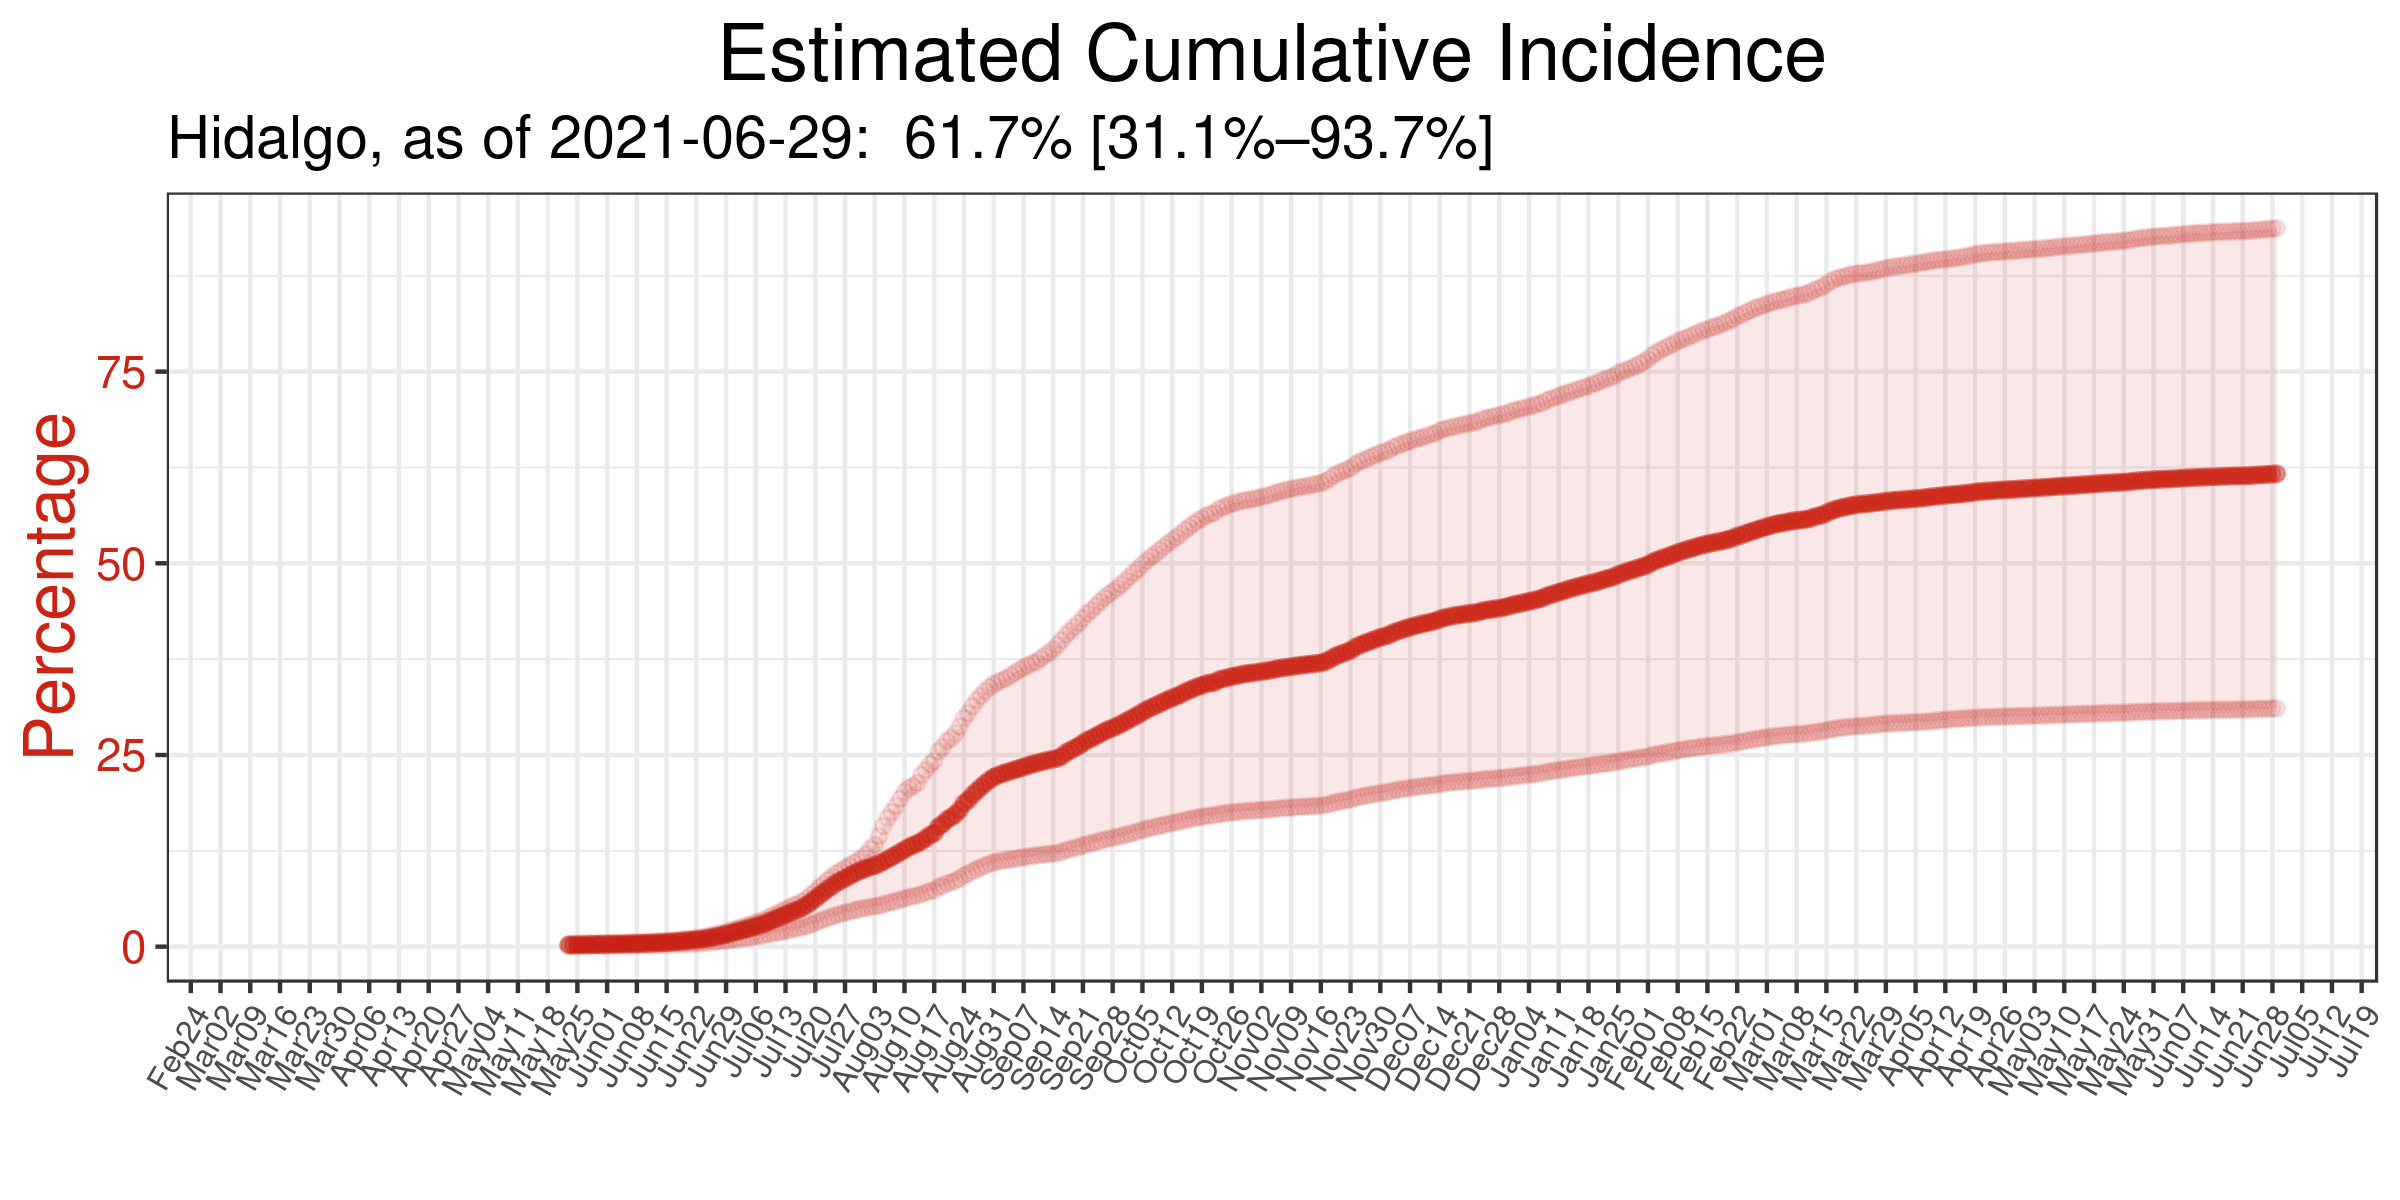 Estimated Cumulative Incidence
Hidalgo, as of 2021-06-29:  61.7% [31.1%–93.7%]
Percentage
75
50
25
0
Feb24
Mar02
Mar09
Mar16
Mar23
Mar30
Apr06
Apr13
Apr20
Apr27
May04
May11
May18
May25
Jun01
Jun08
Jun15
Jun22
Jun29
Jul06
Jul13
Jul20
Jul27
Aug03
Aug10
Aug17
Aug24
Aug31
Sep07
Sep14
Sep21
Sep28
Oct05
Oct12
Oct19
Oct26
Nov02
Nov09
Nov16
Nov23
Nov30
Dec07
Dec14
Dec21
Dec28
Jan04
Jan11
Jan18
Jan25
Feb01
Feb08
Feb15
Feb22
Mar01
Mar08
Mar15
Mar22
Mar29
Apr05
Apr12
Apr19
Apr26
May03
May10
May17
May24
May31
Jun07
Jun14
Jun21
Jun28
Jul05
Jul12
Jul19